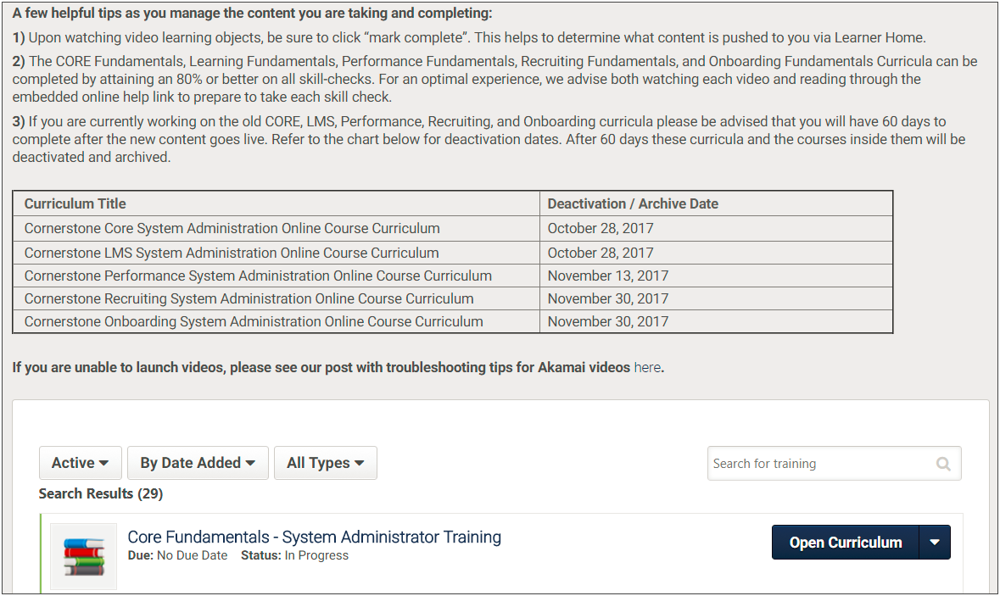 A few helpful tips as you manage the content you are taking and completing:
1) Upon watching video learning objects, be sure to click “mark complete”. This helps to determine what content is pushed to you via Learner Home.
2) The CORE Fundamentals, Learning Fundamentals, Performance Fundamentals, Recruiting Fundamentals, and Onboarding Fundamentals Curricula can be
completed by attaining an 80% or better on all skill-checks. For an optimal experience, we advise both watching each video and reading through the
embedded online help link to prepare to take each skill check.
3) If you are currently working on the old CORE, LMS, Performance, Recruiting, and Onboarding curricula please be advised that you will have 60 days to
complete after the new content goes live. Refer to the chart below for deactivation dates. After 60 days these curricula and the courses inside them will be
deactivated and archived.
Curriculum Title Deactivation / Archive Date
Cornerstone Core System Administration Online Course Curriculum October 28, 2017
Cornerstone LMS System Administration Online Course Curriculum October 28, 2017
Cornerstone Performance System Administration Online Course Curriculum November 13, 2017
Cornerstone Recruiting System Administration Online Course Curriculum November 30, 2017
Cornerstone Onboarding System Administration Online Course Curriculum November 30, 2017
If you are unable to launch videos, please see our post with troubleshooting tips for Akamai videos here.
Active By Date Added All Types Search for training
Search Results (29)
Core Fundamentals - System Administrator Training
Due: No Due Date Status: In Progress
Open Curriculum